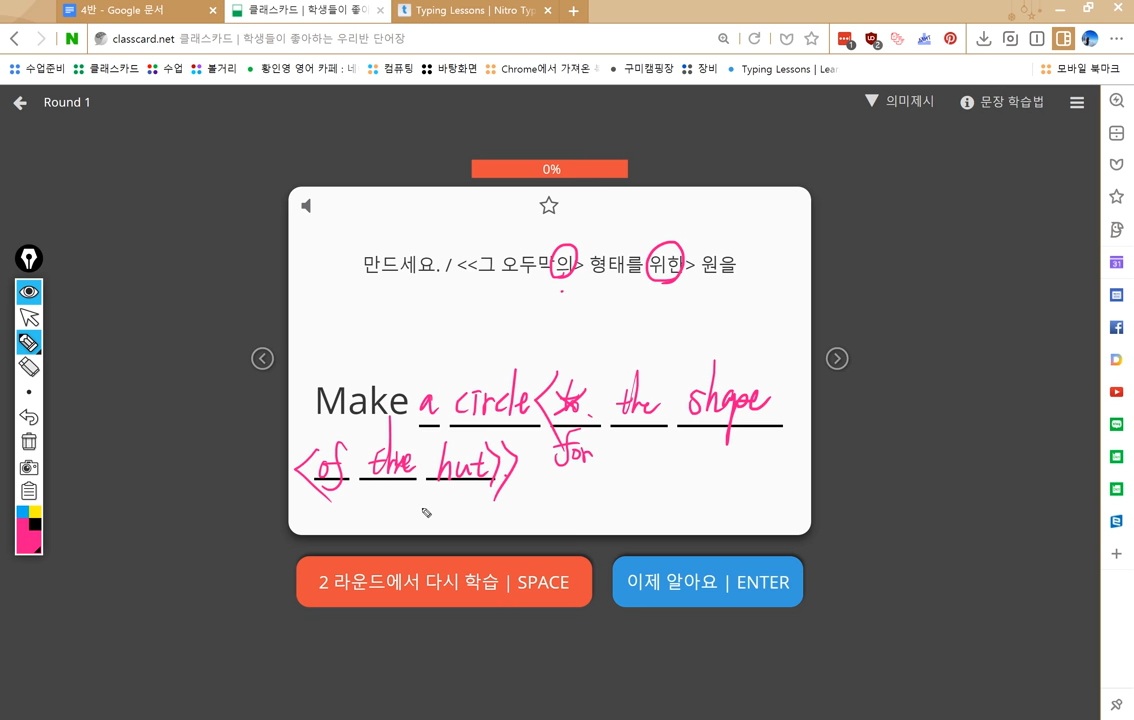 4반 - Google 문서
클래스카드 | 학생들이 좋아
Typing Lessons | Nitro Typ
classcard.net 클래스카드 | 학생들이 좋아하는 우리반 단어장
수업준비 클래스카드 수업 볼거리 황인영 영어 카페 : 네 컴퓨팅 바탕화면 Chrome에서 가져온 구미캠핑장 장비 Typing Lessons | Lear 모바일 북마크
Round 1
의미제시 문장 학습법
0%
만드세요. / <<그 오두막의> 형태를 위한> 원을
Make a circle < to the shape
for
<of the hut>>
2 라운드에서 다시 학습 | SPACE
이제 알아요 | ENTER